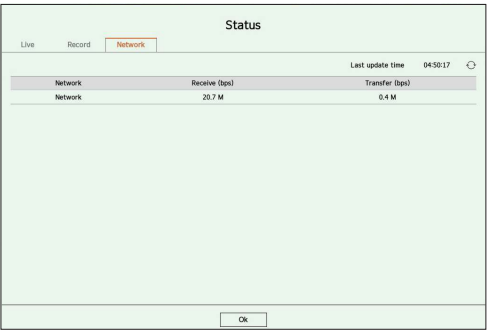 Status
Live Record Network
Last update time 04:50:17
Network Receive (bps) Transfer (bps)
Network 20.7 M 0.4 M
Ok